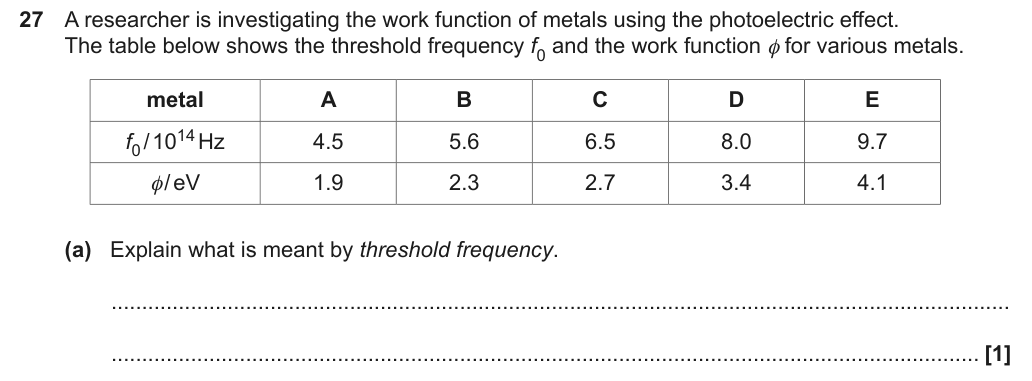 27 A researcher is investigating the work function of metals using the photoelectric effect.
The table below shows the threshold frequency f₀ and the work function ϕ for various metals.
metal A B C D E
f₀/10¹⁴ Hz 4.5 5.6 6.5 8.0 9.7
ϕ/eV 1.9 2.3 2.7 3.4 4.1
(a) Explain what is meant by threshold frequency.
[1]